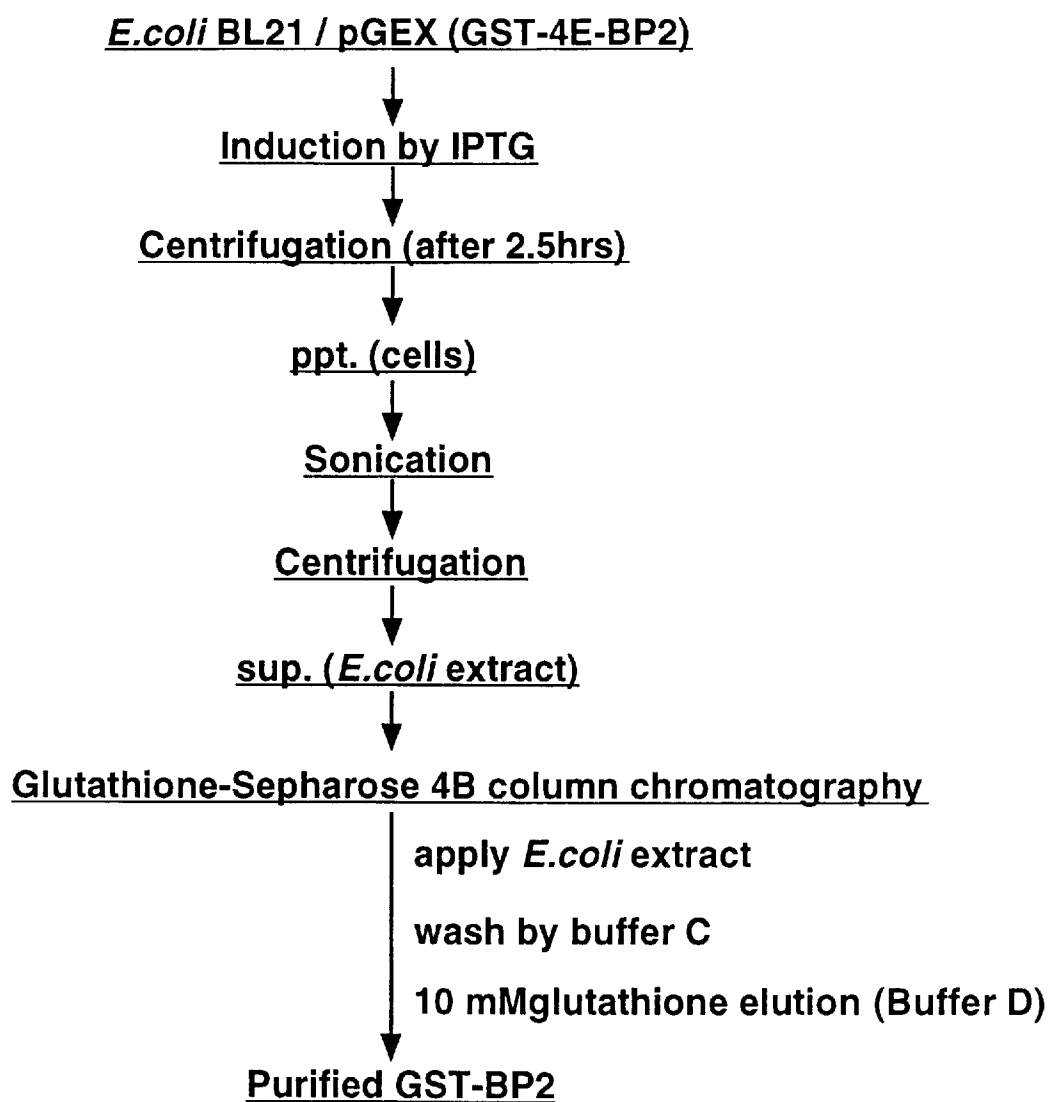 E.coli BL21 / pGEX (GST-4E-BP2)
Induction by IPTG
Centrifugation (after 2.5hrs)
ppt. (cells)
Sonication
Centrifugation
sup. (E.coli extract)
Glutathione-Sepharose 4B column chromatography
apply E.coli extract
wash by buffer C
10 mMglutathione elution (Buffer D)
Purified GST-BP2